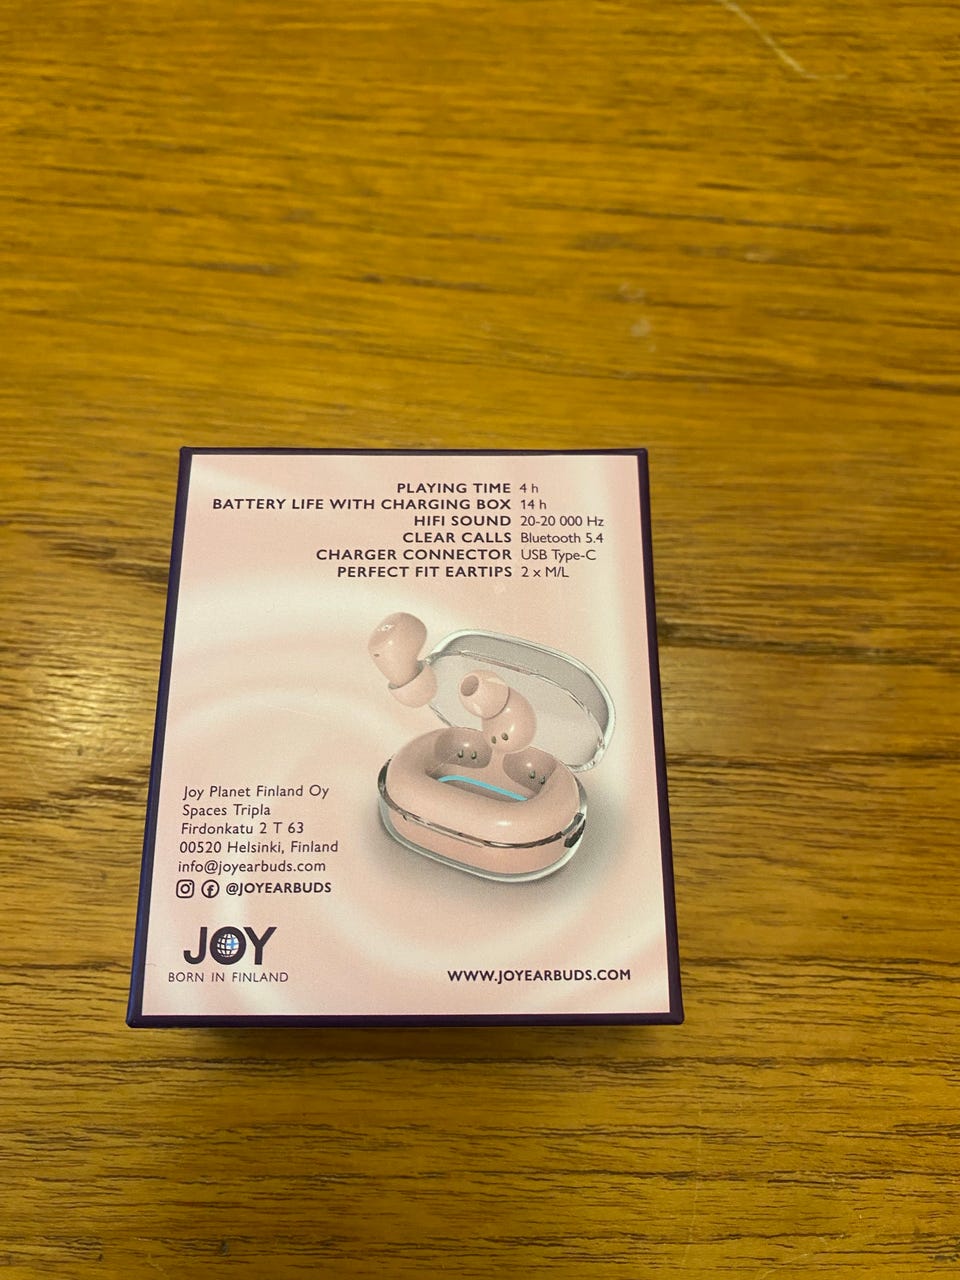 PLAYING TIME 4 h
BATTERY LIFE WITH CHARGING BOX 14 h
HIFI SOUND 20-20 000 Hz
CLEAR CALLS Bluetooth 5.4
CHARGER CONNECTOR USB Type-C
PERFECT FIT EARTIPS 2 x M/L
Joy Planet Finland Oy
Spaces Tripla
Firdonkatu 2 T 63
00520 Helsinki, Finland
info@joyearbuds.com
@JOYEARBUDS
JOY
BORN IN FINLAND
WWW.JOYEARBUDS.COM